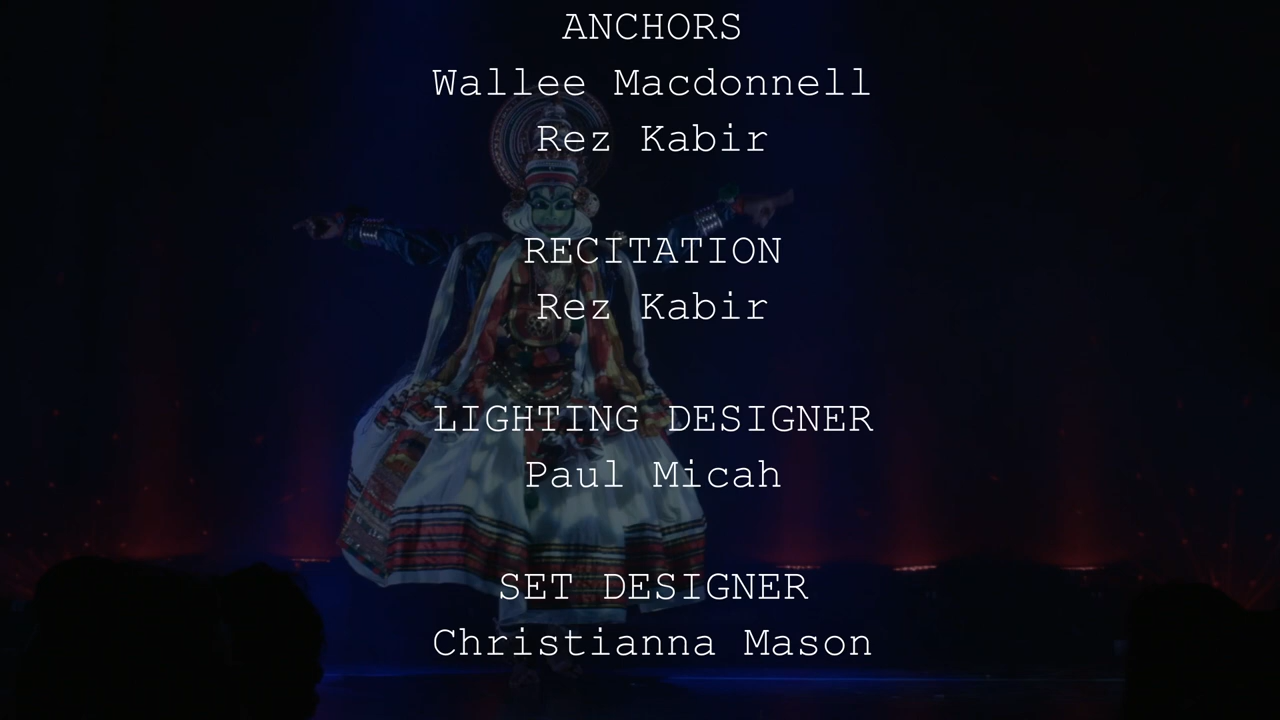 ANCHORS
Wallee Macdonnell
Rez Kabir
RECITATION
Rez Kabir
LIGHTING DESIGNER
Paul Micah
SET DESIGNER
Christianna Mason